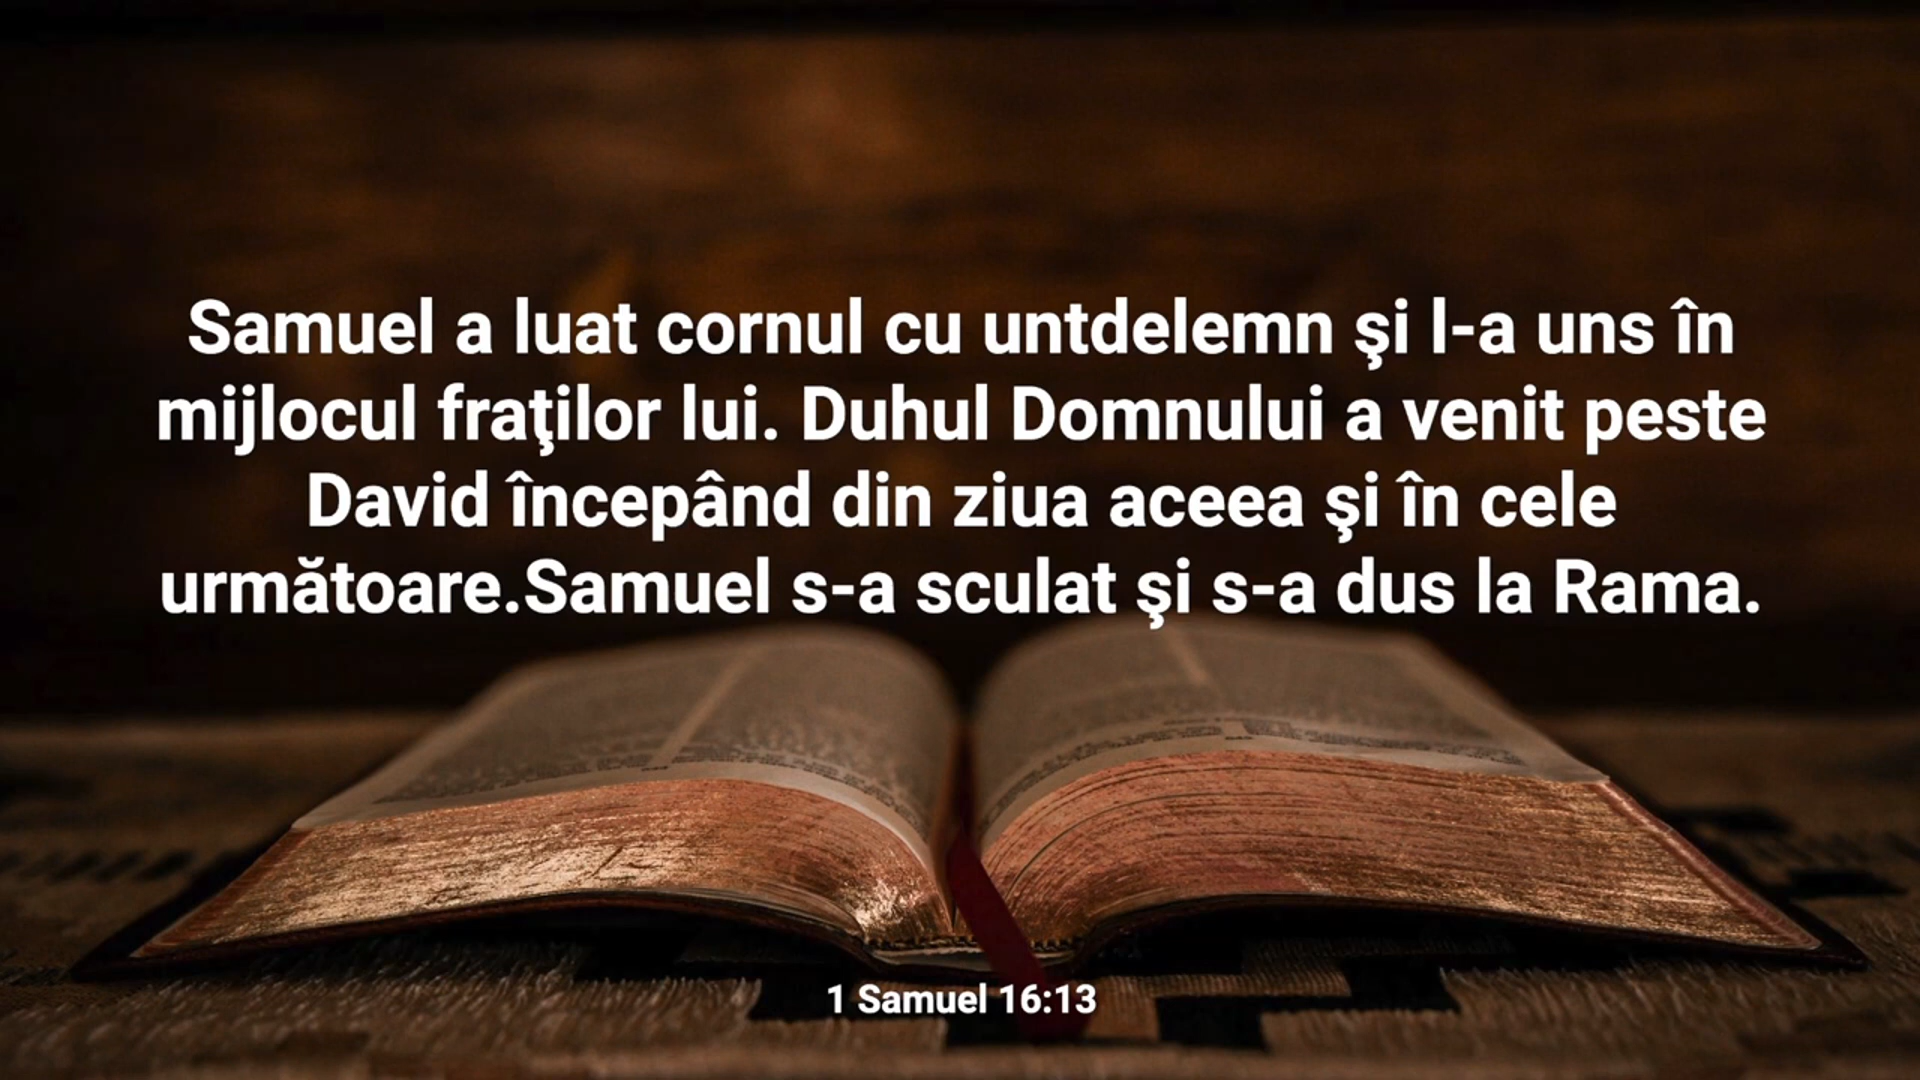 Samuel a luat cornul cu untdelemn şi l-a uns în
mijlocul fraţilor lui. Duhul Domnului a venit peste
David începând din ziua aceea şi în cele
următoare.Samuel s-a sculat şi s-a dus la Rama.
1 Samuel 16:13